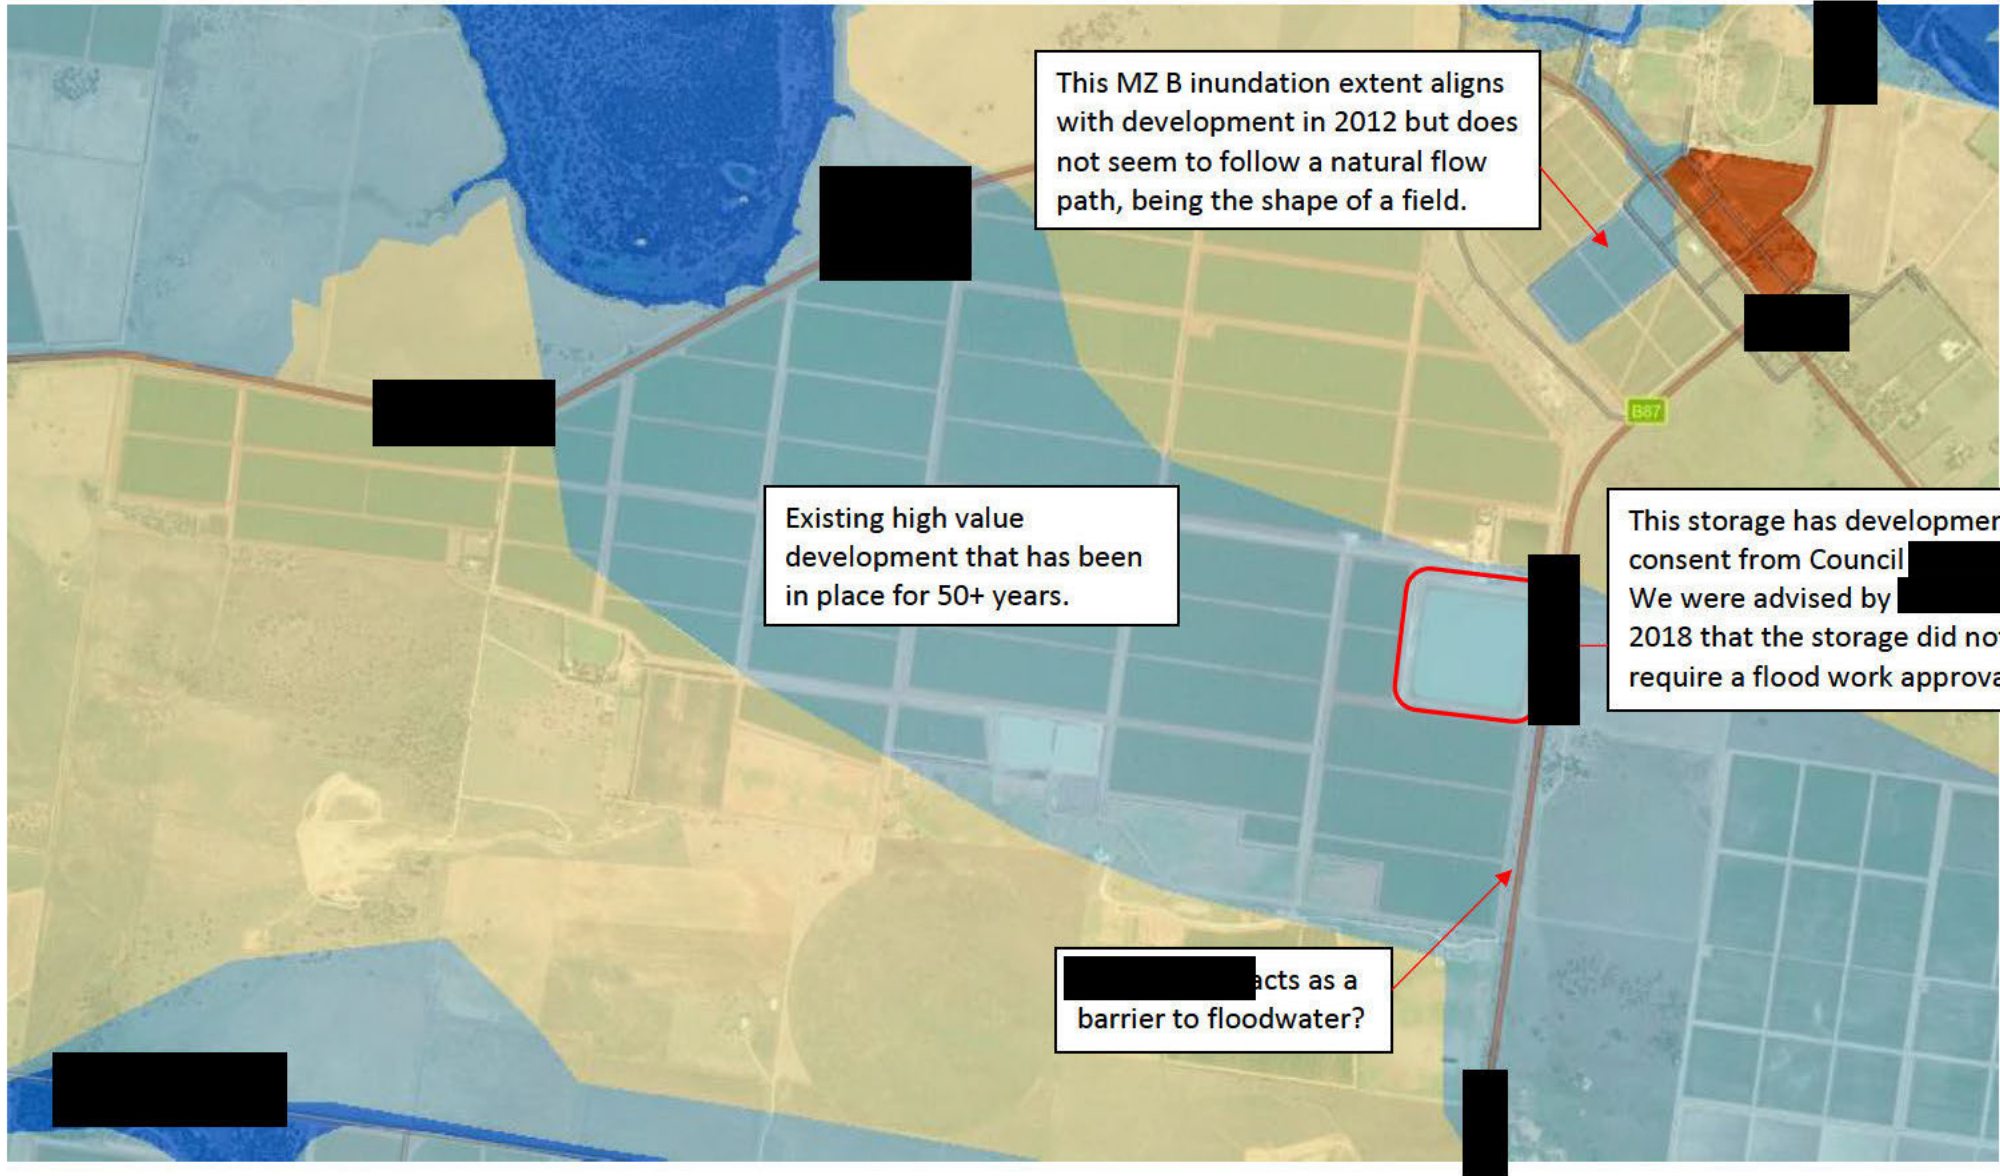 This MZ B inundation extent aligns
with development in 2012 but does
not seem to follow a natural flow
path, being the shape of a field.
B87
Existing high value
development that has been
in place for 50+ years.
This storage has developmen
consent from Council
We were advised by
2018 that the storage did not
require a flood work approva
acts as a
barrier to floodwater?